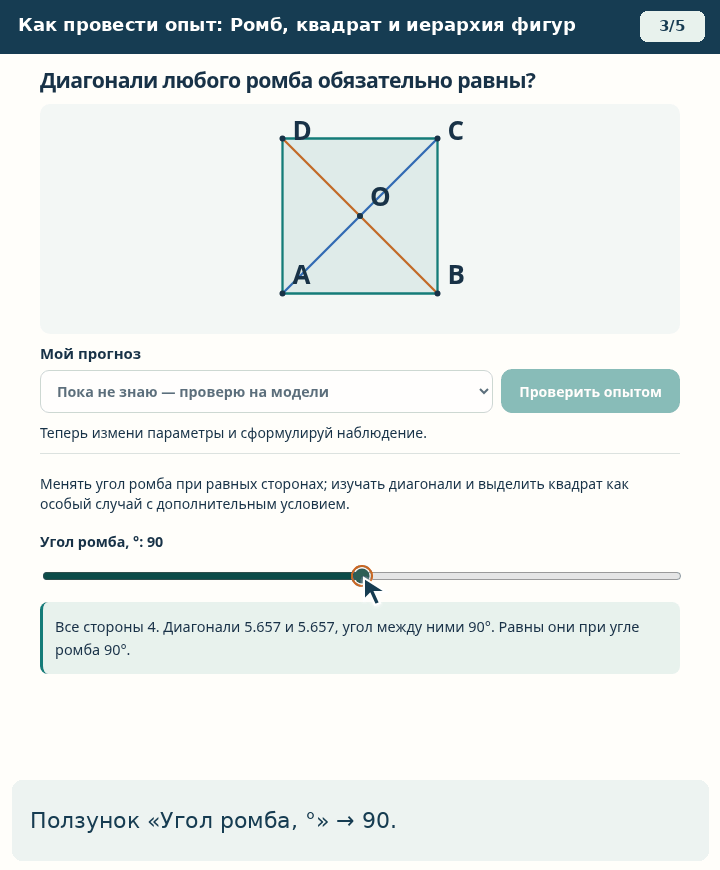 Как провести опыт: Ромб, квадрат и иерархия фигур
3/5
Диагонали любого ромба обязательно равны?
D
C
O
A
B
Мой прогноз
Пока не знаю — проверю на модели
Проверить опытом
Теперь измени параметры и сформулируй наблюдение.
Менять угол ромба при равных сторонах; изучать диагонали и выделить квадрат как
особый случай с дополнительным условием.
Угол ромба, °: 90
Все стороны 4. Диагонали 5.657 и 5.657, угол между ними 90°. Равны они при угле
ромба 90°.
Ползунок «Угол ромба, °» → 90.